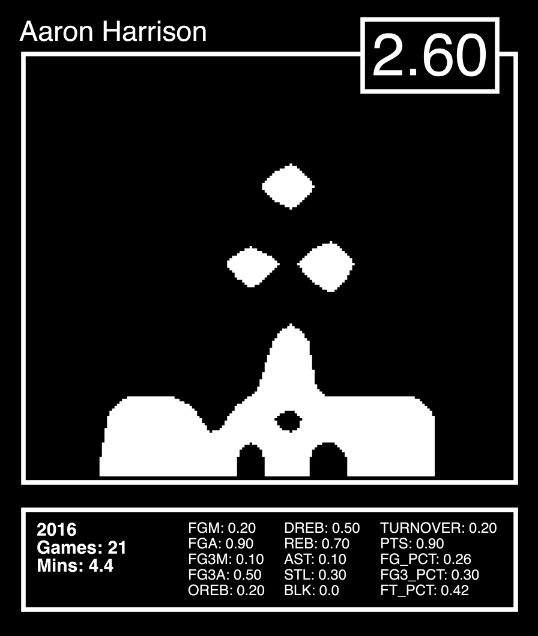 Aaron Harrison
2.60
2016
Games: 21
Mins: 4.4
FGM: 0.20
FGA: 0.90
FG3M: 0.10
FG3A: 0.50
OREB: 0.20
DREB: 0.50
REB: 0.70
AST: 0.10
STL: 0.30
BLK: 0.0
TURNOVER: 0.20
PTS: 0.90
FG_PCT: 0.26
FG3_PCT: 0.30
FT_PCT: 0.42